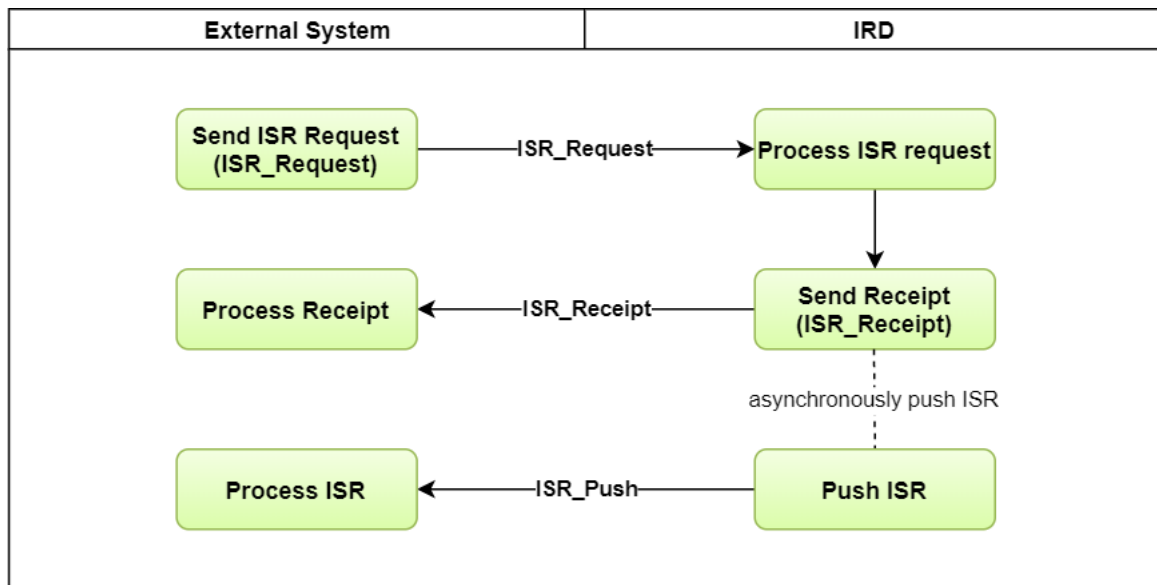 External System
IRD
Send ISR Request
(ISR_Request)
ISR_Request
Process ISR request
Process Receipt
ISR_Receipt
Send Receipt
(ISR_Receipt)
asynchronously push ISR
Process ISR
ISR_Push
Push ISR